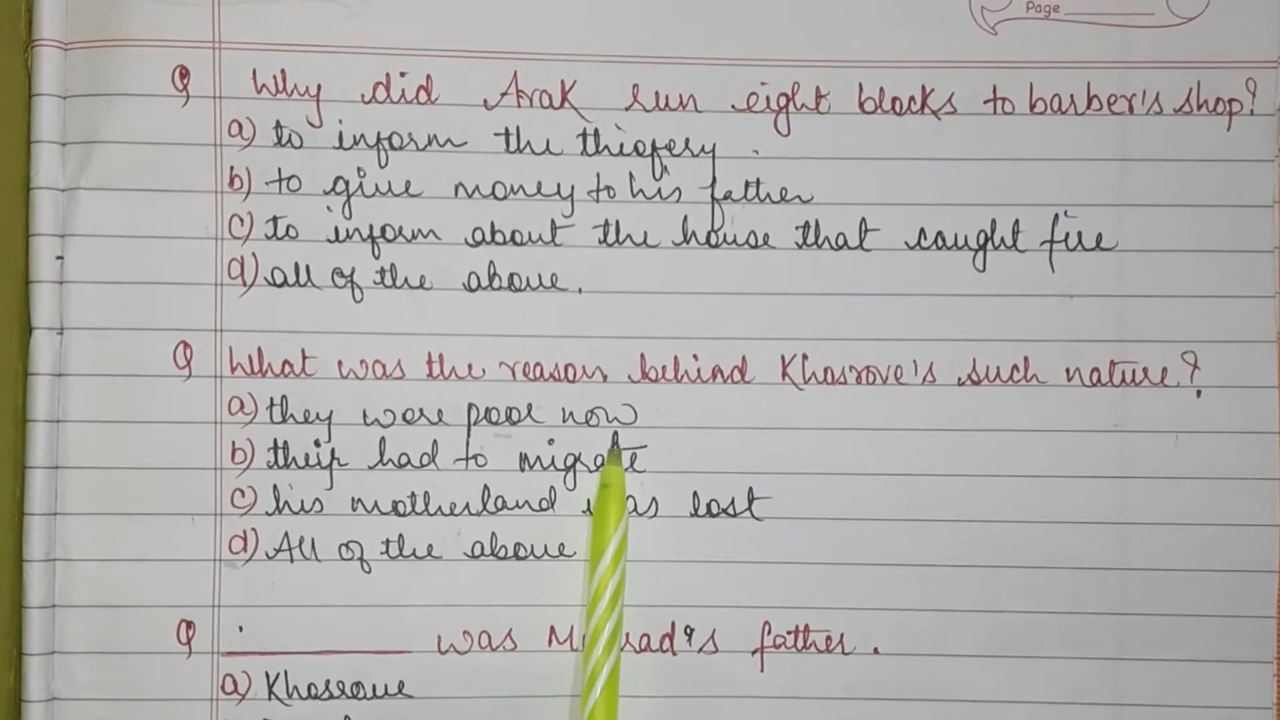 Page
Q Why did Arak run eight blocks to barber's shop?
a) to inform the thiefery.
b) to give money to his father
c) to inform about the house that caught fire
d) all of the above.
Q What was the reason behind Khosrove's such nature?
a) they were poor now
b) their had to migrate
c) his motherland was lost
d) All of the above
Q ______ was M rad's father.
a) Khosrove